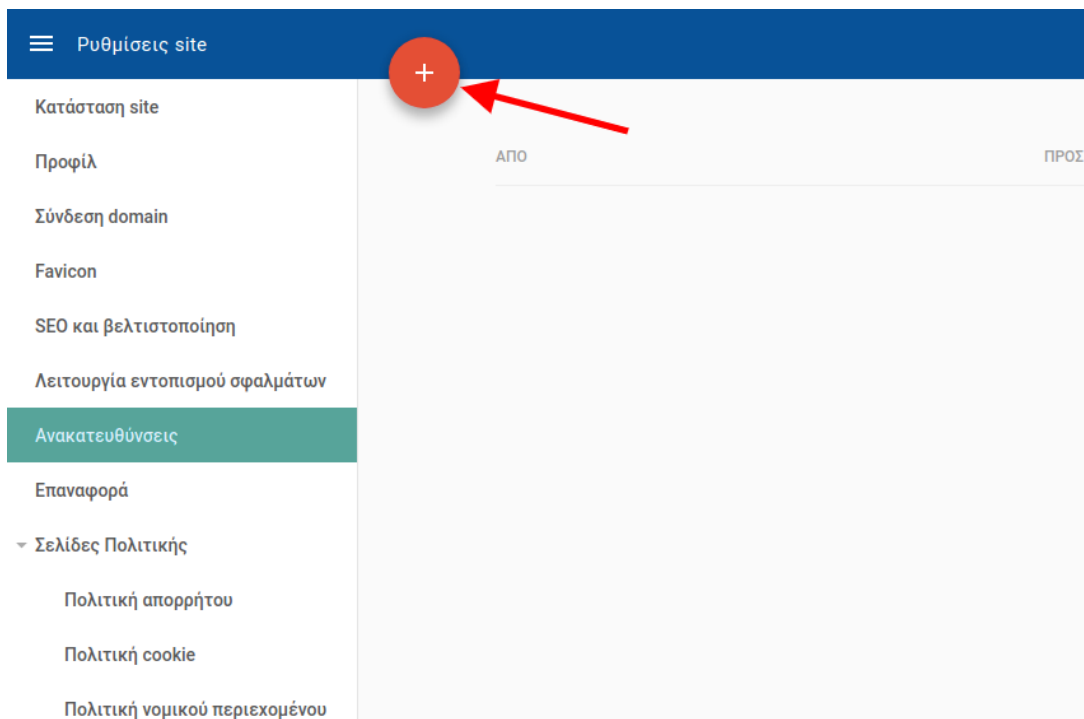 Ρυθμίσεις site
+
Κατάσταση site
ΑΠΟ
ΠΡΟΣ
Προφίλ
Σύνδεση domain
Favicon
SEO και βελτιστοποίηση
Λειτουργία εντοπισμού σφαλμάτων
Ανακατευθύνσεις
Επαναφορά
Σελίδες Πολιτικής
Πολιτική απορρήτου
Πολιτική cookie
Πολιτική νομικού περιεχομένου